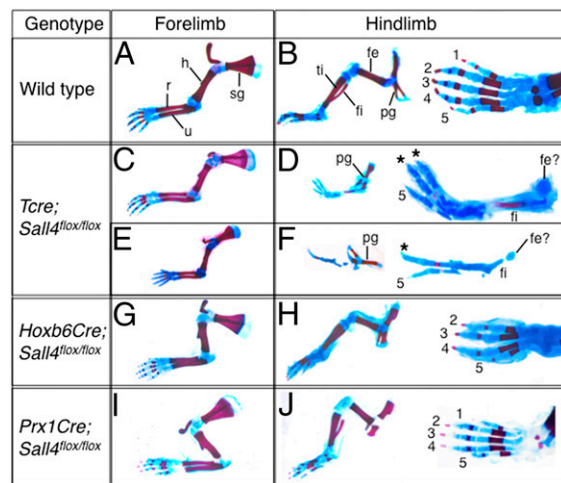 Genotype Forelimb Hindlimb
Wild type
A
h
sg
r
u
B
fe
ti
fi
pg
1
2
3
4
5
Tcre;
Sall4flox/flox
C
D
pg
* *
fe?
5
fi
E
F
pg
*
fe?
5
fi
Hoxb6Cre;
Sall4flox/flox
G
H
2
3
4
5
Prx1Cre;
Sall4flox/flox
I
J
1
2
3
4
5